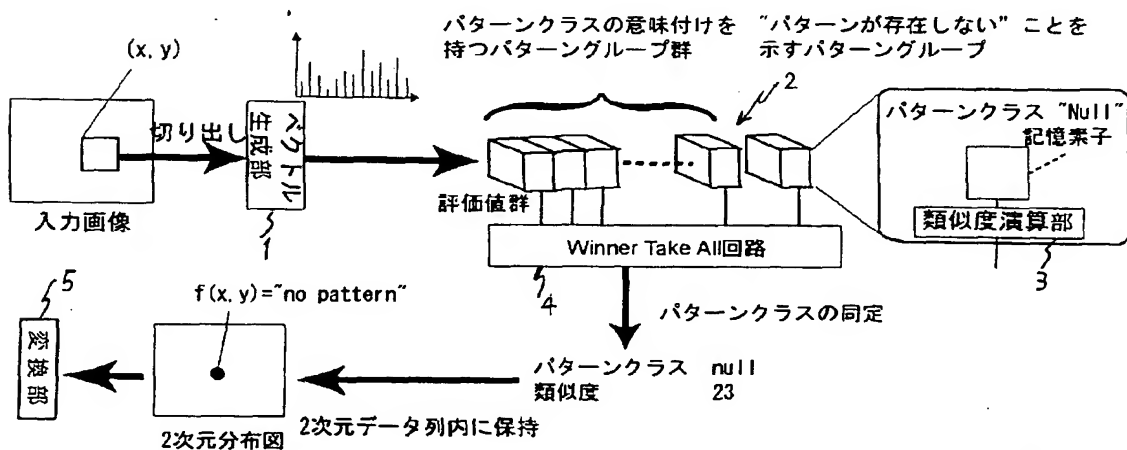 パターンクラスの意味付けを
持つパターングループ群
"パターンが存在しない" ことを
示すパターングループ
2
(x, y)
切り出し
ベクトル
生成部
1
入力画像
評価値群
パターンクラス "Null"
記憶素子
類似度演算部
3
Winner Take All回路
4
パターンクラスの同定
パターンクラス null
類似度 23
2次元データ列内に保持
f(x, y)="no pattern"
2次元分布図
5
変換部